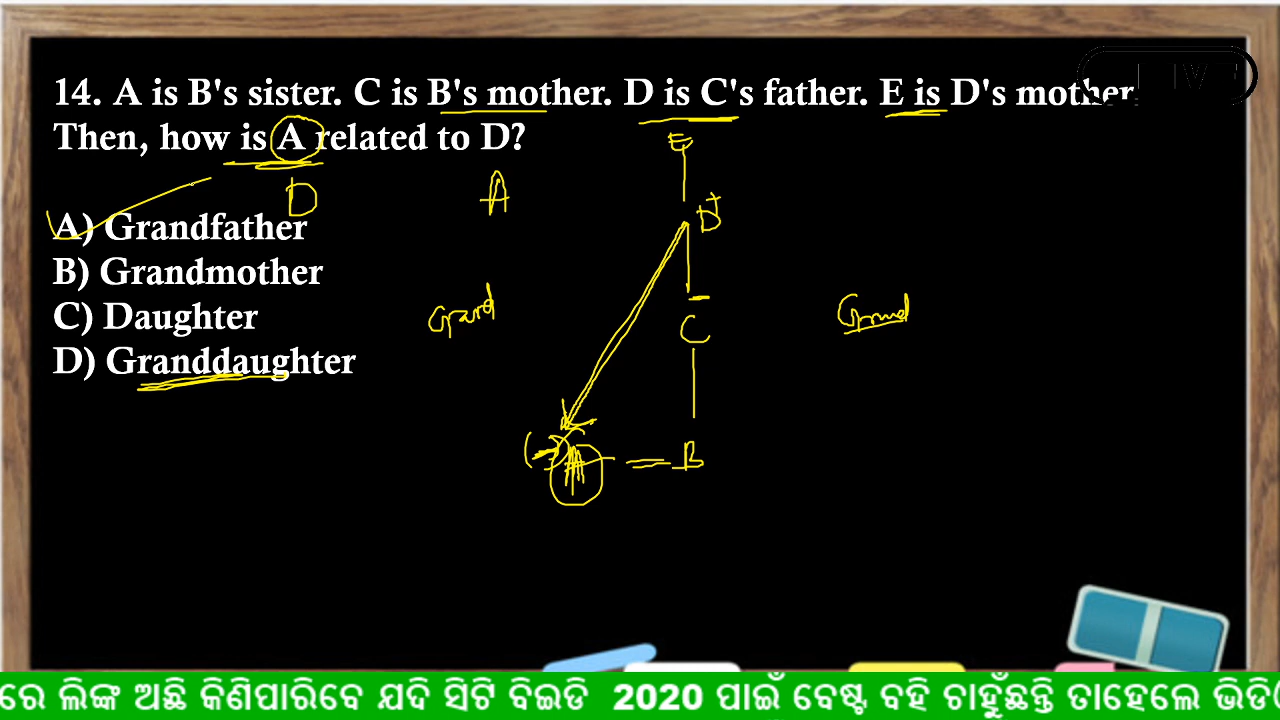 LIVE
14. A is B's sister. C is B's mother. D is C's father. E is D's mother.
Then, how is A related to D?
E
D A
D+
A) Grandfather
B) Grandmother
C) Daughter
D) Granddaughter
Grand
Grand
C
(-) A B
ରେ ଲିଙ୍କ ଅଛି କିଣିପାରିବେ ଯଦି ସିଟି ବିଇଡି 2020 ପାଇଁ ବେଷ୍ଟ ବହି ଚାହୁଁଛନ୍ତି ତାହେଲେ ଭିଡି